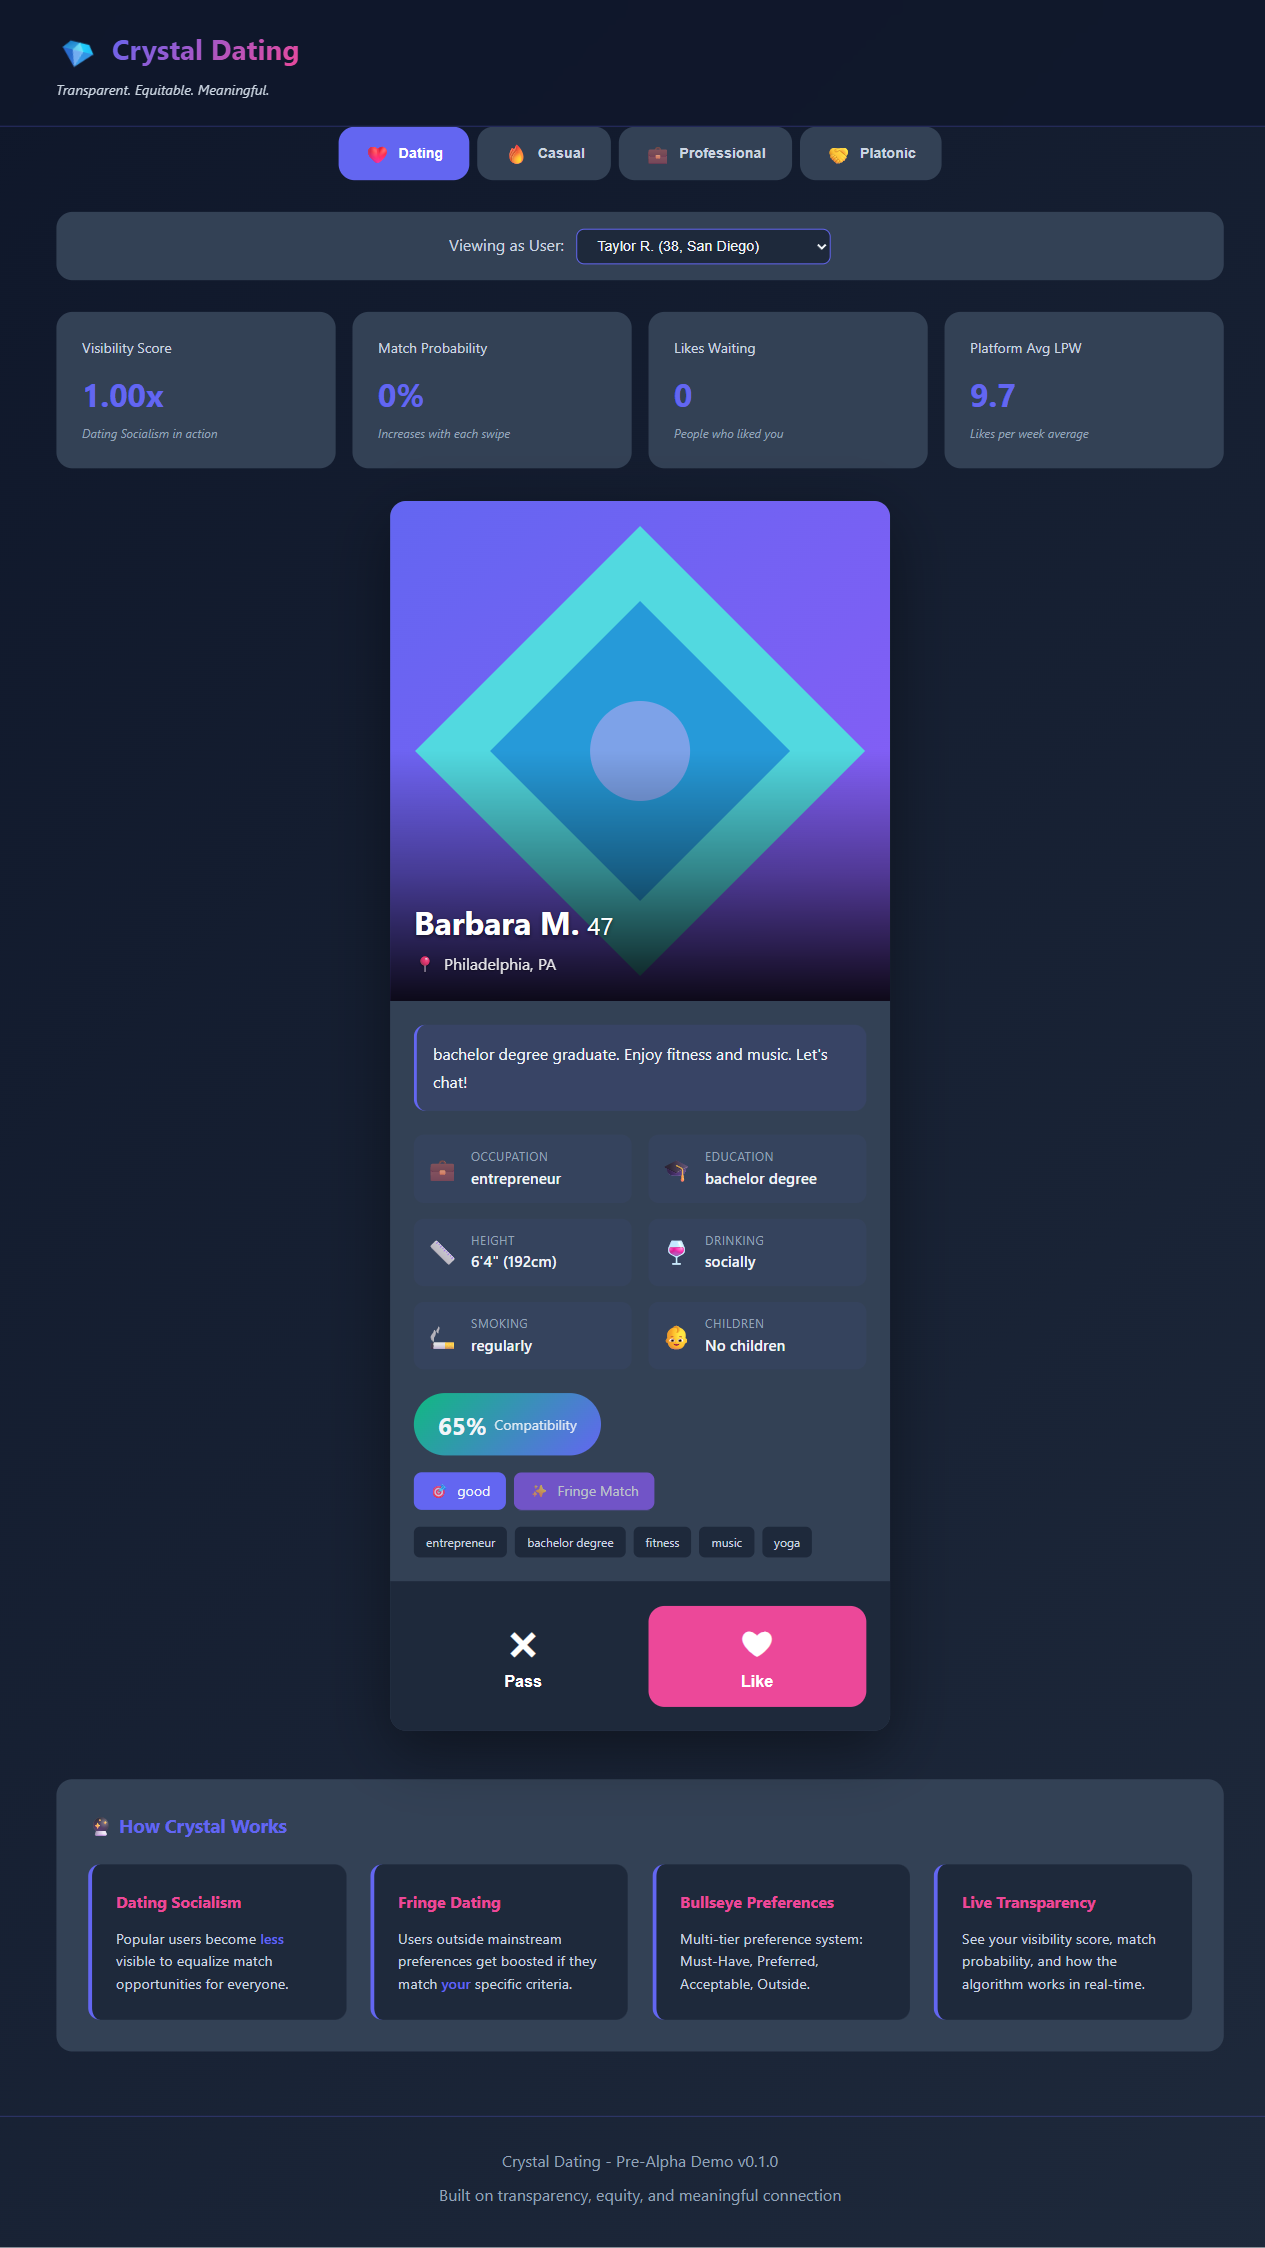 Crystal Dating
Transparent. Equitable. Meaningful.
Dating
Casual
Professional
Platonic
Viewing as User:
Taylor R. (38, San Diego)
Visibility Score
1.00x
Dating Socialism in action
Match Probability
0%
Increases with each swipe
Likes Waiting
0
People who liked you
Platform Avg LPW
9.7
Likes per week average
Barbara M. 47
Philadelphia, PA
bachelor degree graduate. Enjoy fitness and music. Let's
chat!
OCCUPATION
entrepreneur
EDUCATION
bachelor degree
HEIGHT
6'4" (192cm)
DRINKING
socially
SMOKING
regularly
CHILDREN
No children
65% Compatibility
good
Fringe Match
entrepreneur
bachelor degree
fitness
music
yoga
Pass
Like
How Crystal Works
Dating Socialism
Popular users become less
visible to equalize match
opportunities for everyone.
Fringe Dating
Users outside mainstream
preferences get boosted if they
match your specific criteria.
Bullseye Preferences
Multi-tier preference system:
Must-Have, Preferred,
Acceptable, Outside.
Live Transparency
See your visibility score, match
probability, and how the
algorithm works in real-time.
Crystal Dating - Pre-Alpha Demo v0.1.0
Built on transparency, equity, and meaningful connection